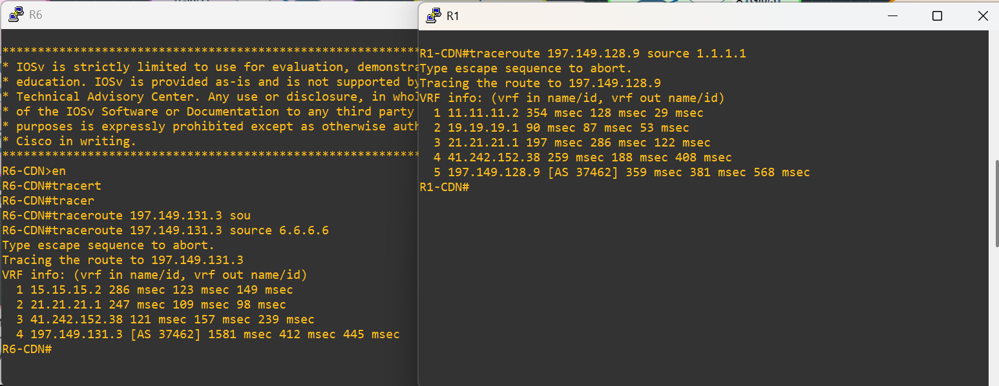 R6
************************************************************
* IOSv is strictly limited to use for evaluation, demonstra
* education. IOSv is provided as-is and is not supported by
* Technical Advisory Center. Any use or disclosure, in whol
* of the IOSv Software or Documentation to any third party
* purposes is expressly prohibited except as otherwise auth
* Cisco in writing.
************************************************************
R6-CDN>en
R6-CDN#tracert
R6-CDN#tracer
R6-CDN#traceroute 197.149.131.3 sou
R6-CDN#traceroute 197.149.131.3 source 6.6.6.6
Type escape sequence to abort.
Tracing the route to 197.149.131.3
VRF info: (vrf in name/id, vrf out name/id)
1 15.15.15.2 286 msec 123 msec 149 msec
2 21.21.21.1 247 msec 109 msec 98 msec
3 41.242.152.38 121 msec 157 msec 239 msec
4 197.149.131.3 [AS 37462] 1581 msec 412 msec 445 msec
R6-CDN#
R1
R1-CDN#traceroute 197.149.128.9 source 1.1.1.1
Type escape sequence to abort.
Tracing the route to 197.149.128.9
VRF info: (vrf in name/id, vrf out name/id)
1 11.11.11.2 354 msec 128 msec 29 msec
2 19.19.19.1 90 msec 87 msec 53 msec
3 21.21.21.1 197 msec 286 msec 122 msec
4 41.242.152.38 259 msec 188 msec 408 msec
5 197.149.128.9 [AS 37462] 359 msec 381 msec 568 msec
R1-CDN#